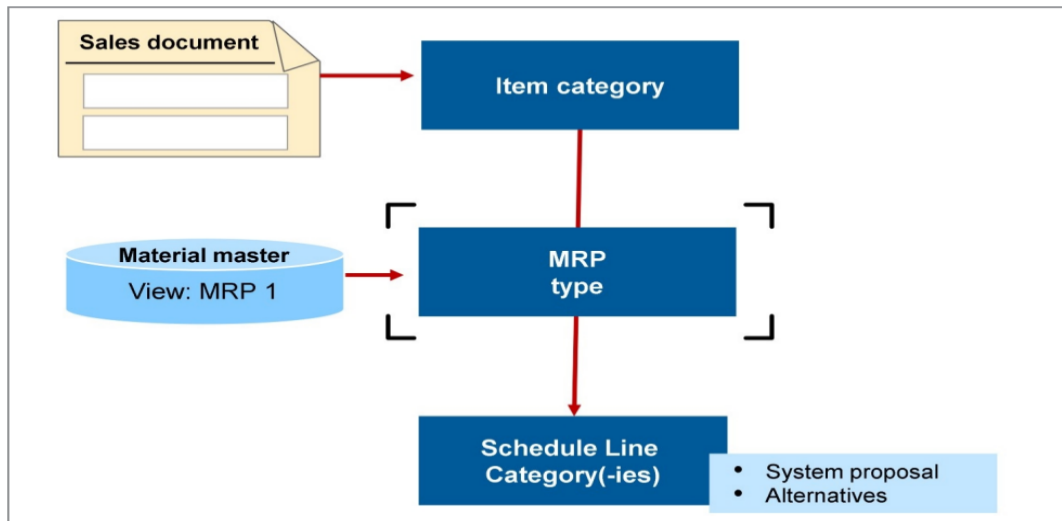 Sales document
Item category
Material master
View: MRP 1
MRP
type
Schedule Line
Category(-ies)
• System proposal
• Alternatives